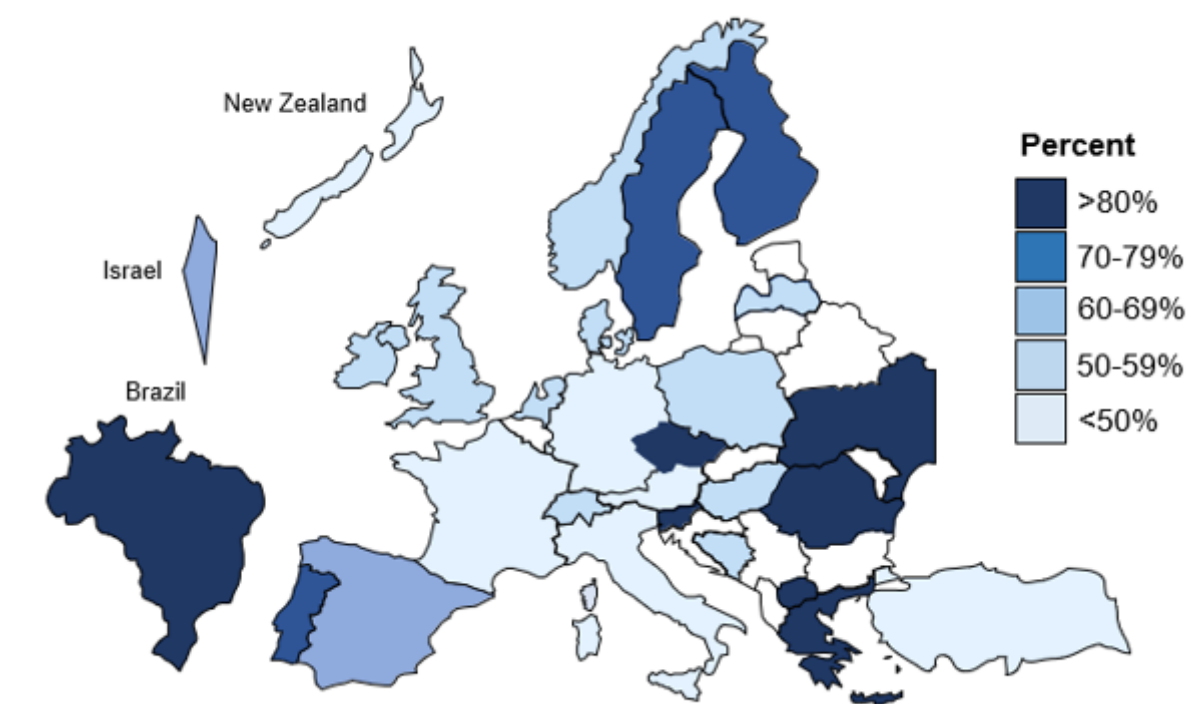 New Zealand
Israel
Brazil
Percent
>80%
70-79%
60-69%
50-59%
<50%